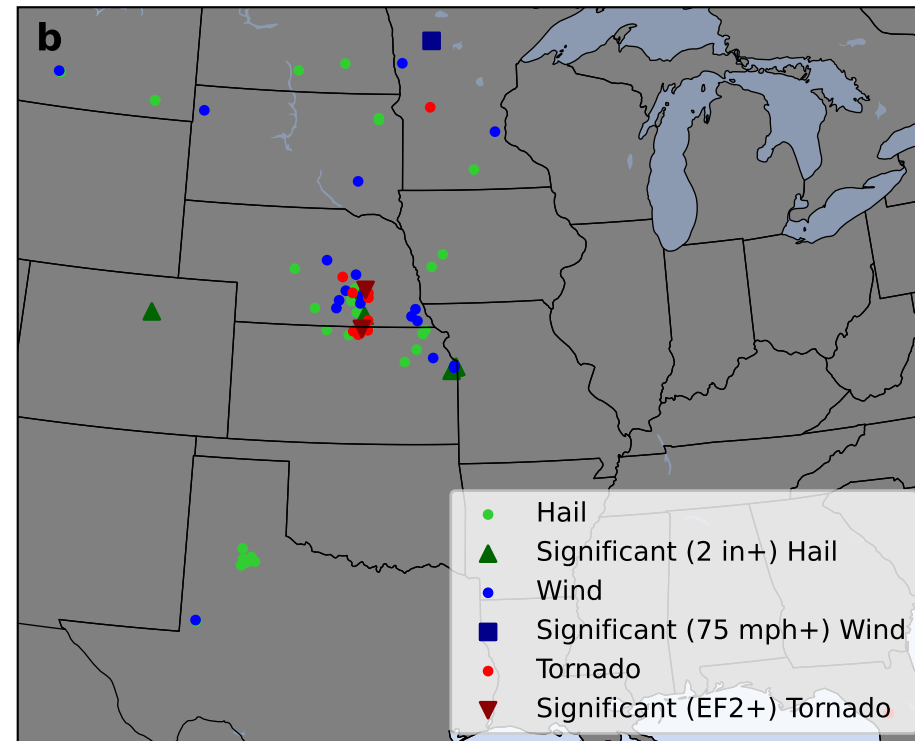 b
Hail
Significant (2 in+) Hail
Wind
Significant (75 mph+) Wind
Tornado
Significant (EF2+) Tornado